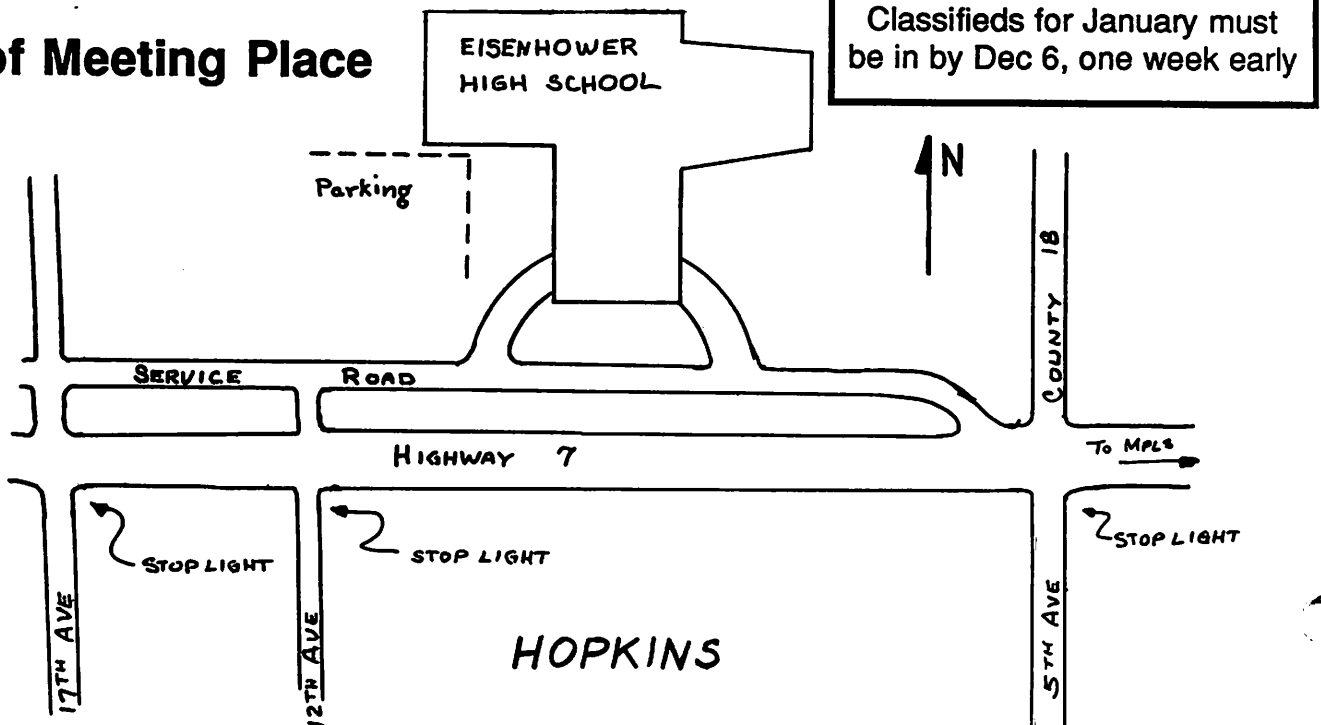 of Meeting Place
Classifieds for January must
be in by Dec 6, one week early
EISENHOWER
HIGH SCHOOL
Parking
N
COUNTY 18
SERVICE ROAD
HIGHWAY 7
TO MPLS
STOP LIGHT
STOP LIGHT
STOP LIGHT
17TH AVE
12TH AVE
HOPKINS
5TH AVE